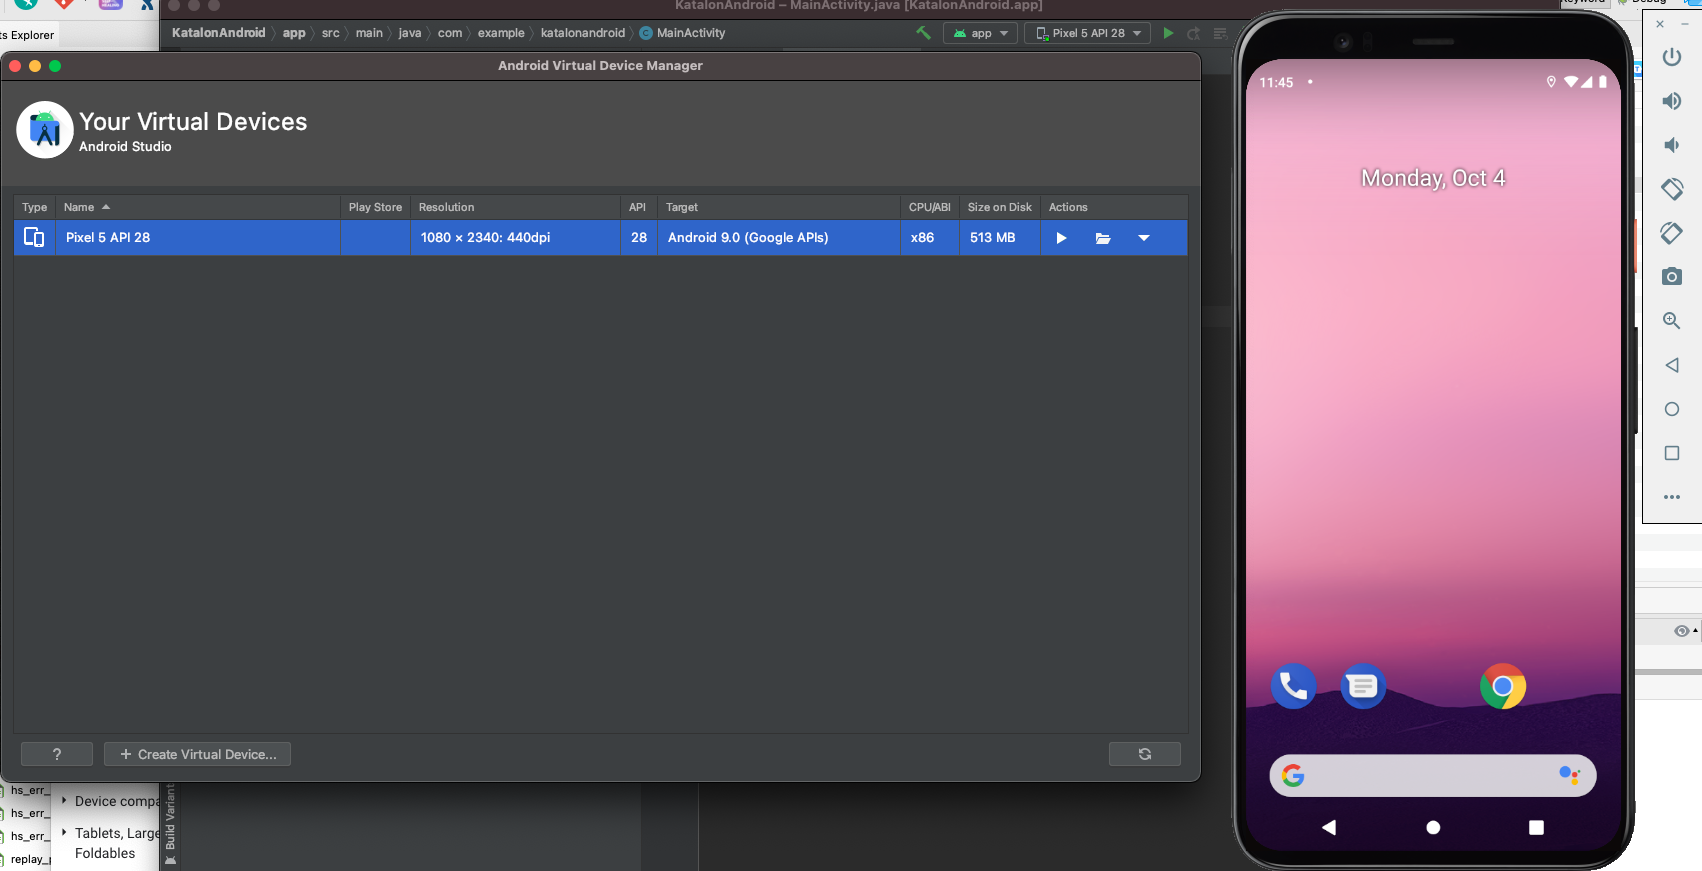 KatalonAndroid – MainActivity.java [KatalonAndroid.app]
Debug
s Explorer
KatalonAndroid app src main java com example katalonandroid C MainActivity
app
Pixel 5 API 28
Android Virtual Device Manager
Your Virtual Devices
Android Studio
Type Name Play Store Resolution API Target CPU/ABI Size on Disk Actions
Pixel 5 API 28 1080 × 2340: 440dpi 28 Android 9.0 (Google APIs) x86 513 MB
? + Create Virtual Device...
hs_err_
hs_err_
hs_err_
replay_
Device compa
Tablets, Large
Foldables
Build Variant
11:45
Monday, Oct 4